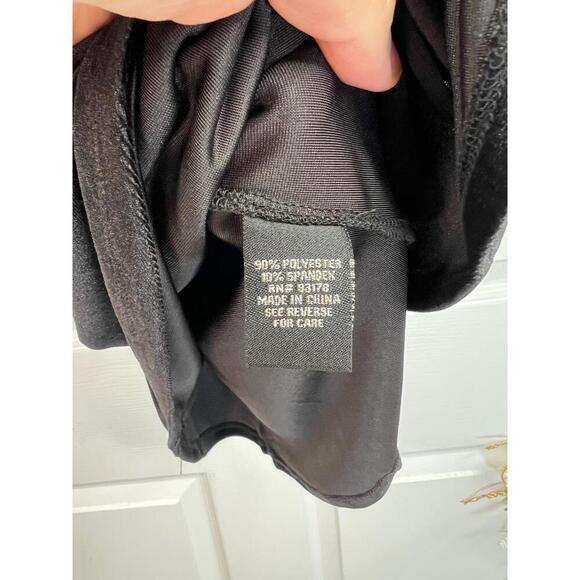 90% POLYESTER
10% SPANDEX
RN# 93178
MADE IN CHINA
SEE REVERSE
FOR CARE